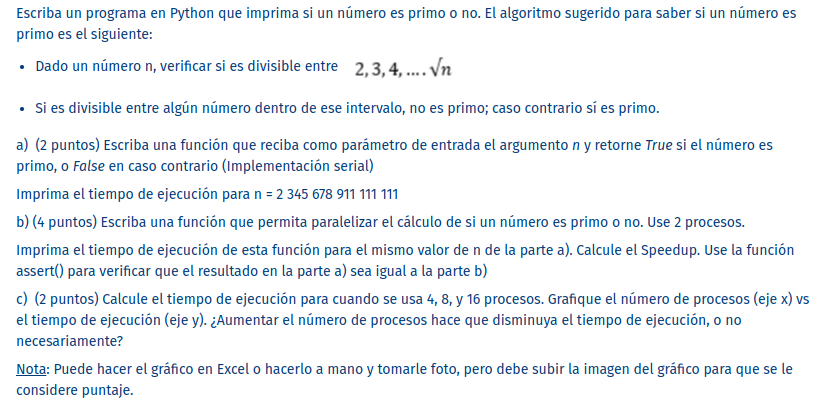 Escriba un programa en Python que imprima si un número es primo o no. El algoritmo sugerido para saber si un número es
primo es el siguiente:
• Dado un número n, verificar si es divisible entre 2, 3, 4, .... √n
• Si es divisible entre algún número dentro de ese intervalo, no es primo; caso contrario sí es primo.
a) (2 puntos) Escriba una función que reciba como parámetro de entrada el argumento n y retorne True si el número es
primo, o False en caso contrario (Implementación serial)
Imprima el tiempo de ejecución para n = 2 345 678 911 111 111
b) (4 puntos) Escriba una función que permita paralelizar el cálculo de si un número es primo o no. Use 2 procesos.
Imprima el tiempo de ejecución de esta función para el mismo valor de n de la parte a). Calcule el Speedup. Use la función
assert() para verificar que el resultado en la parte a) sea igual a la parte b)
c) (2 puntos) Calcule el tiempo de ejecución para cuando se usa 4, 8, y 16 procesos. Grafique el número de procesos (eje x) vs
el tiempo de ejecución (eje y). ¿Aumentar el número de procesos hace que disminuya el tiempo de ejecución, o no
necesariamente?
Nota: Puede hacer el gráfico en Excel o hacerlo a mano y tomarle foto, pero debe subir la imagen del gráfico para que se le
considere puntaje.